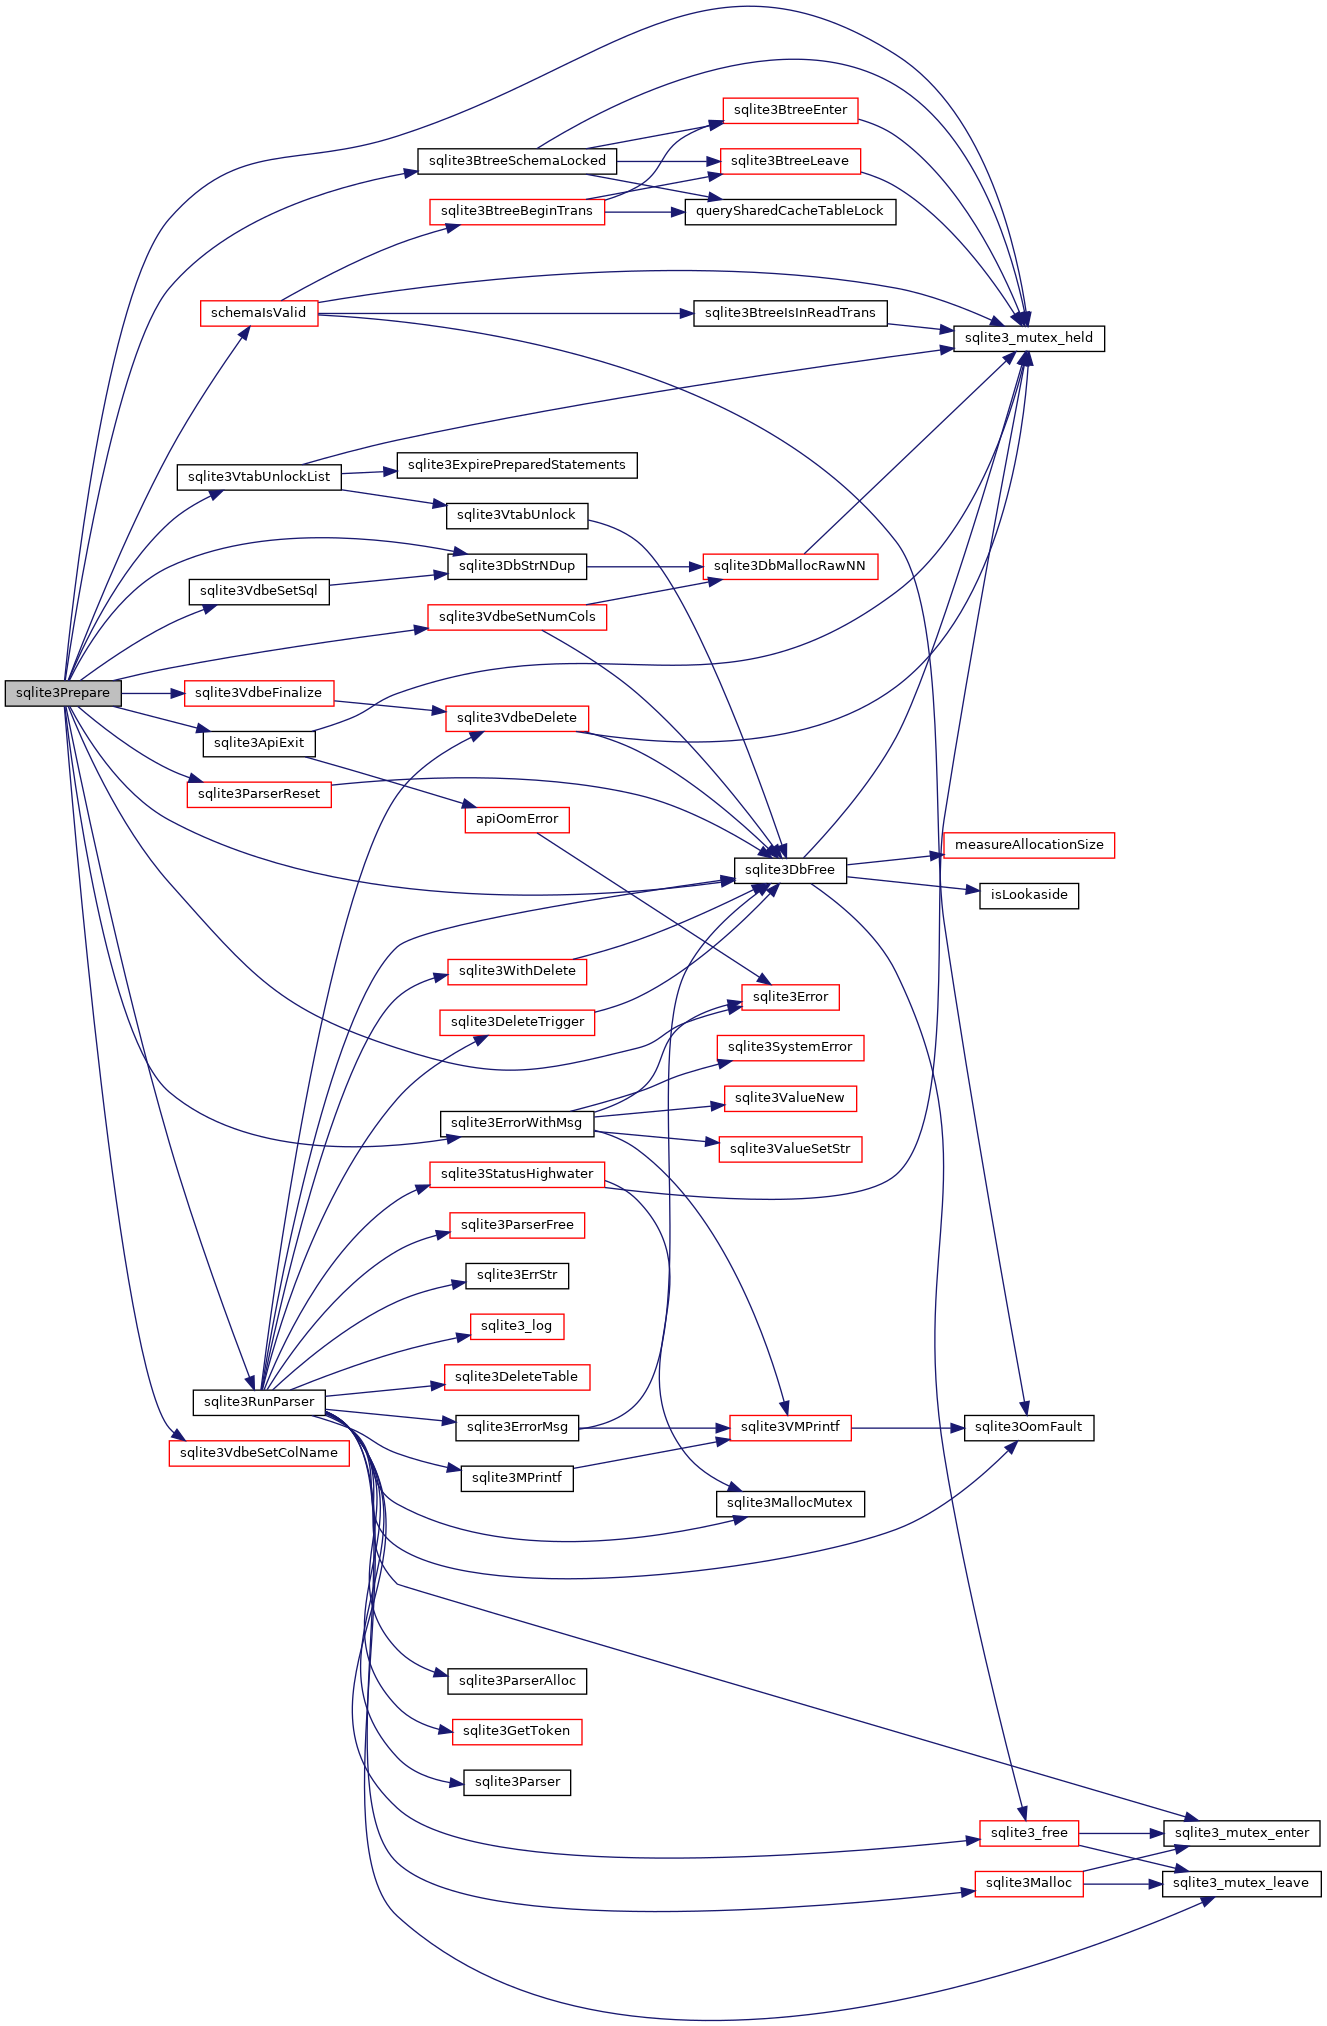 sqlite3BtreeEnter
sqlite3BtreeSchemaLocked
sqlite3BtreeLeave
sqlite3BtreeBeginTrans
querySharedCacheTableLock
schemaIsValid
sqlite3BtreeIsInReadTrans
sqlite3_mutex_held
sqlite3ExpirePreparedStatements
sqlite3VtabUnlockList
sqlite3VtabUnlock
sqlite3DbStrNDup
sqlite3DbMallocRawNN
sqlite3VdbeSetSql
sqlite3VdbeSetNumCols
sqlite3Prepare
sqlite3VdbeFinalize
sqlite3VdbeDelete
sqlite3ApiExit
sqlite3ParserReset
apiOomError
measureAllocationSize
sqlite3DbFree
isLookaside
sqlite3WithDelete
sqlite3Error
sqlite3DeleteTrigger
sqlite3SystemError
sqlite3ValueNew
sqlite3ErrorWithMsg
sqlite3ValueSetStr
sqlite3StatusHighwater
sqlite3ParserFree
sqlite3ErrStr
sqlite3_log
sqlite3DeleteTable
sqlite3RunParser
sqlite3ErrorMsg
sqlite3VMPrintf
sqlite3OomFault
sqlite3VdbeSetColName
sqlite3MPrintf
sqlite3MallocMutex
sqlite3ParserAlloc
sqlite3GetToken
sqlite3Parser
sqlite3_free
sqlite3_mutex_enter
sqlite3Malloc
sqlite3_mutex_leave